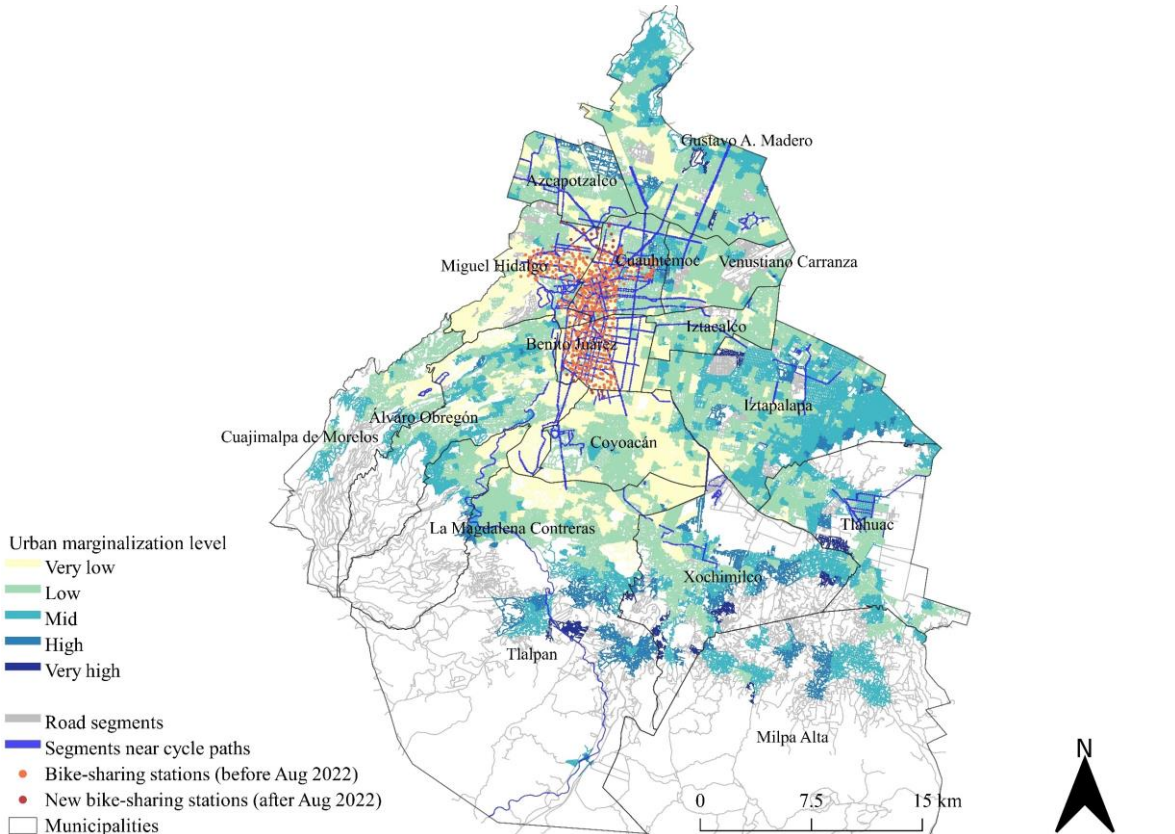 Gustavo A. Madero
Azcapotzalco
Miguel Hidalgo
Cuauhtémoc
Venustiano Carranza
Iztacalco
Benito Juárez
Iztapalapa
Álvaro Obregón
Cuajimalpa de Morelos
Coyoacán
La Magdalena Contreras
Tlahuac
Xochimilco
Tlalpan
Milpa Alta
Urban marginalization level
Very low
Low
Mid
High
Very high
Road segments
Segments near cycle paths
Bike-sharing stations (before Aug 2022)
New bike-sharing stations (after Aug 2022)
Municipalities
0 7.5 15 km
N